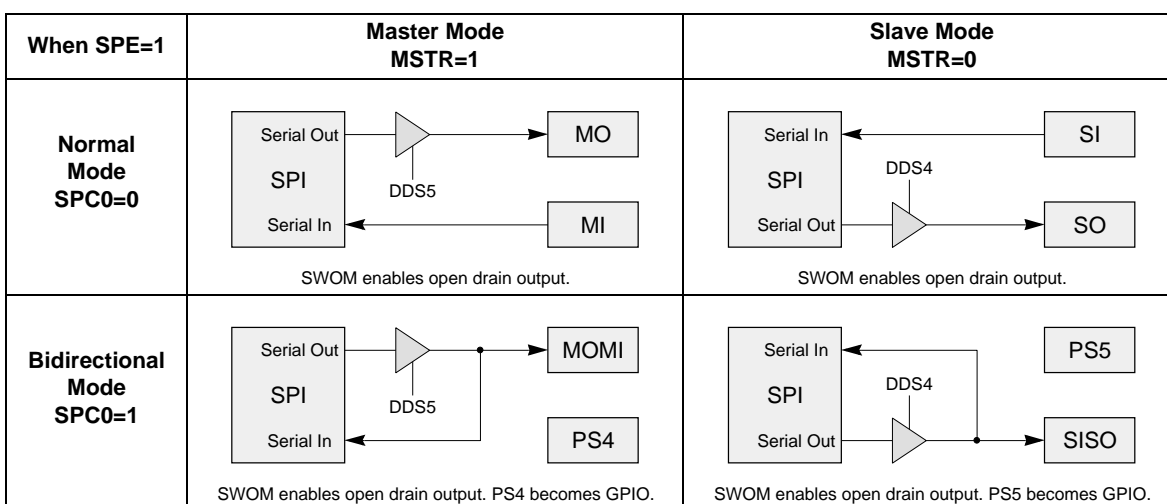 When SPE=1
Master Mode
MSTR=1
Slave Mode
MSTR=0
Normal
Mode
SPC0=0
Serial Out
MO
SPI
DDS5
Serial In
MI
SWOM enables open drain output.
Serial In
SI
DDS4
SPI
Serial Out
SO
SWOM enables open drain output.
Bidirectional
Mode
SPC0=1
Serial Out
MOMI
SPI
DDS5
Serial In
PS4
SWOM enables open drain output. PS4 becomes GPIO.
Serial In
PS5
DDS4
SPI
Serial Out
SISO
SWOM enables open drain output. PS5 becomes GPIO.